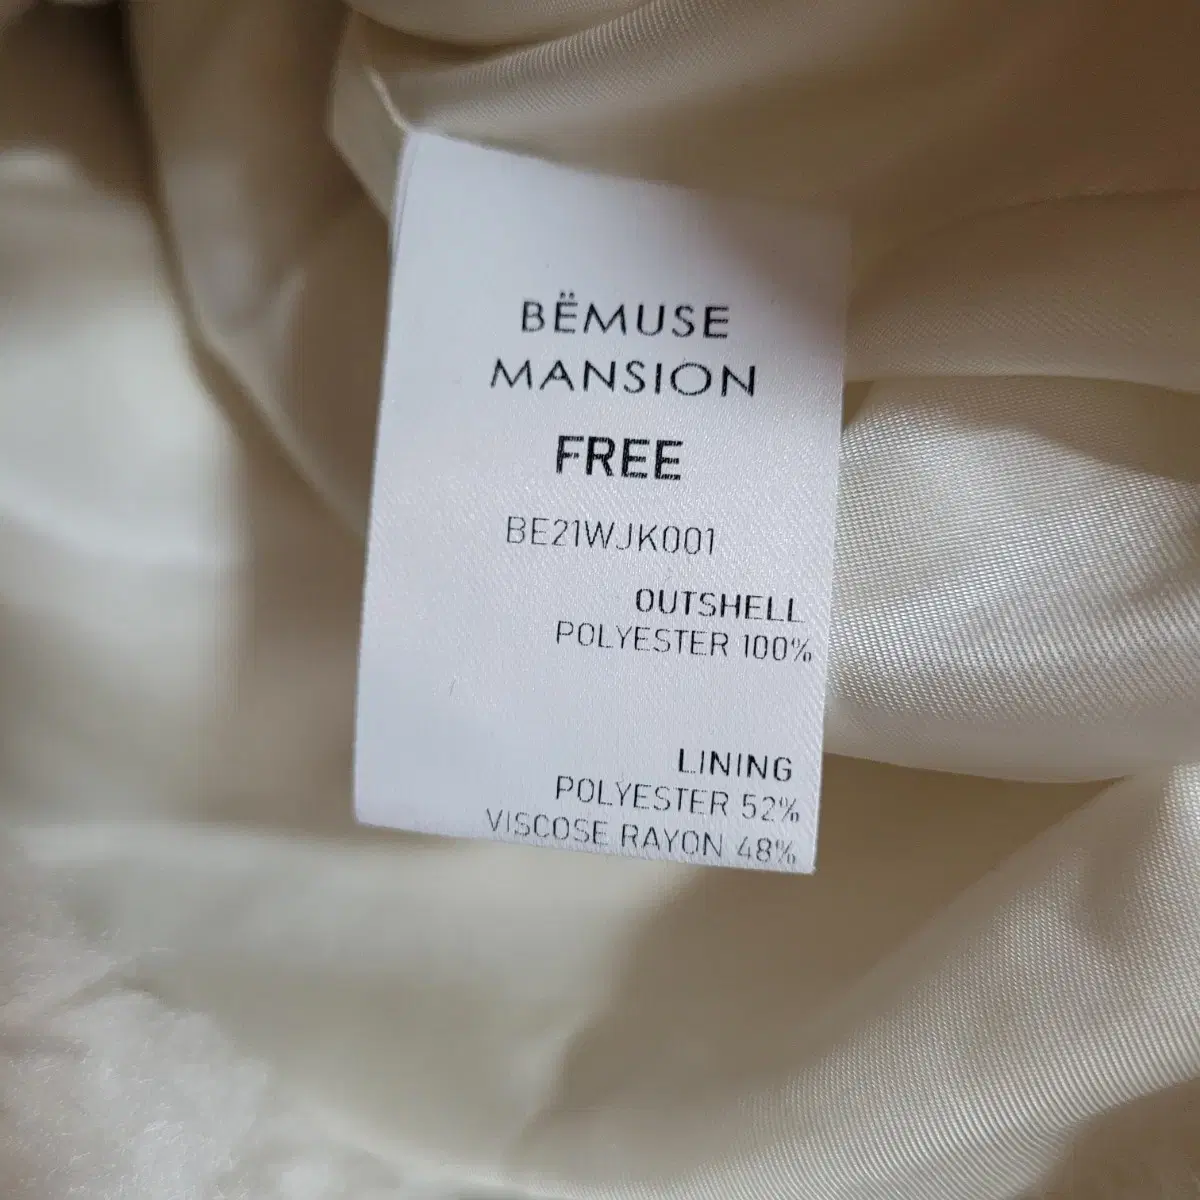 BËMUSE
MANSION
FREE
BE21WJK001
OUTSHELL
POLYESTER 100%
LINING
POLYESTER 52%
VISCOSE RAYON 48%